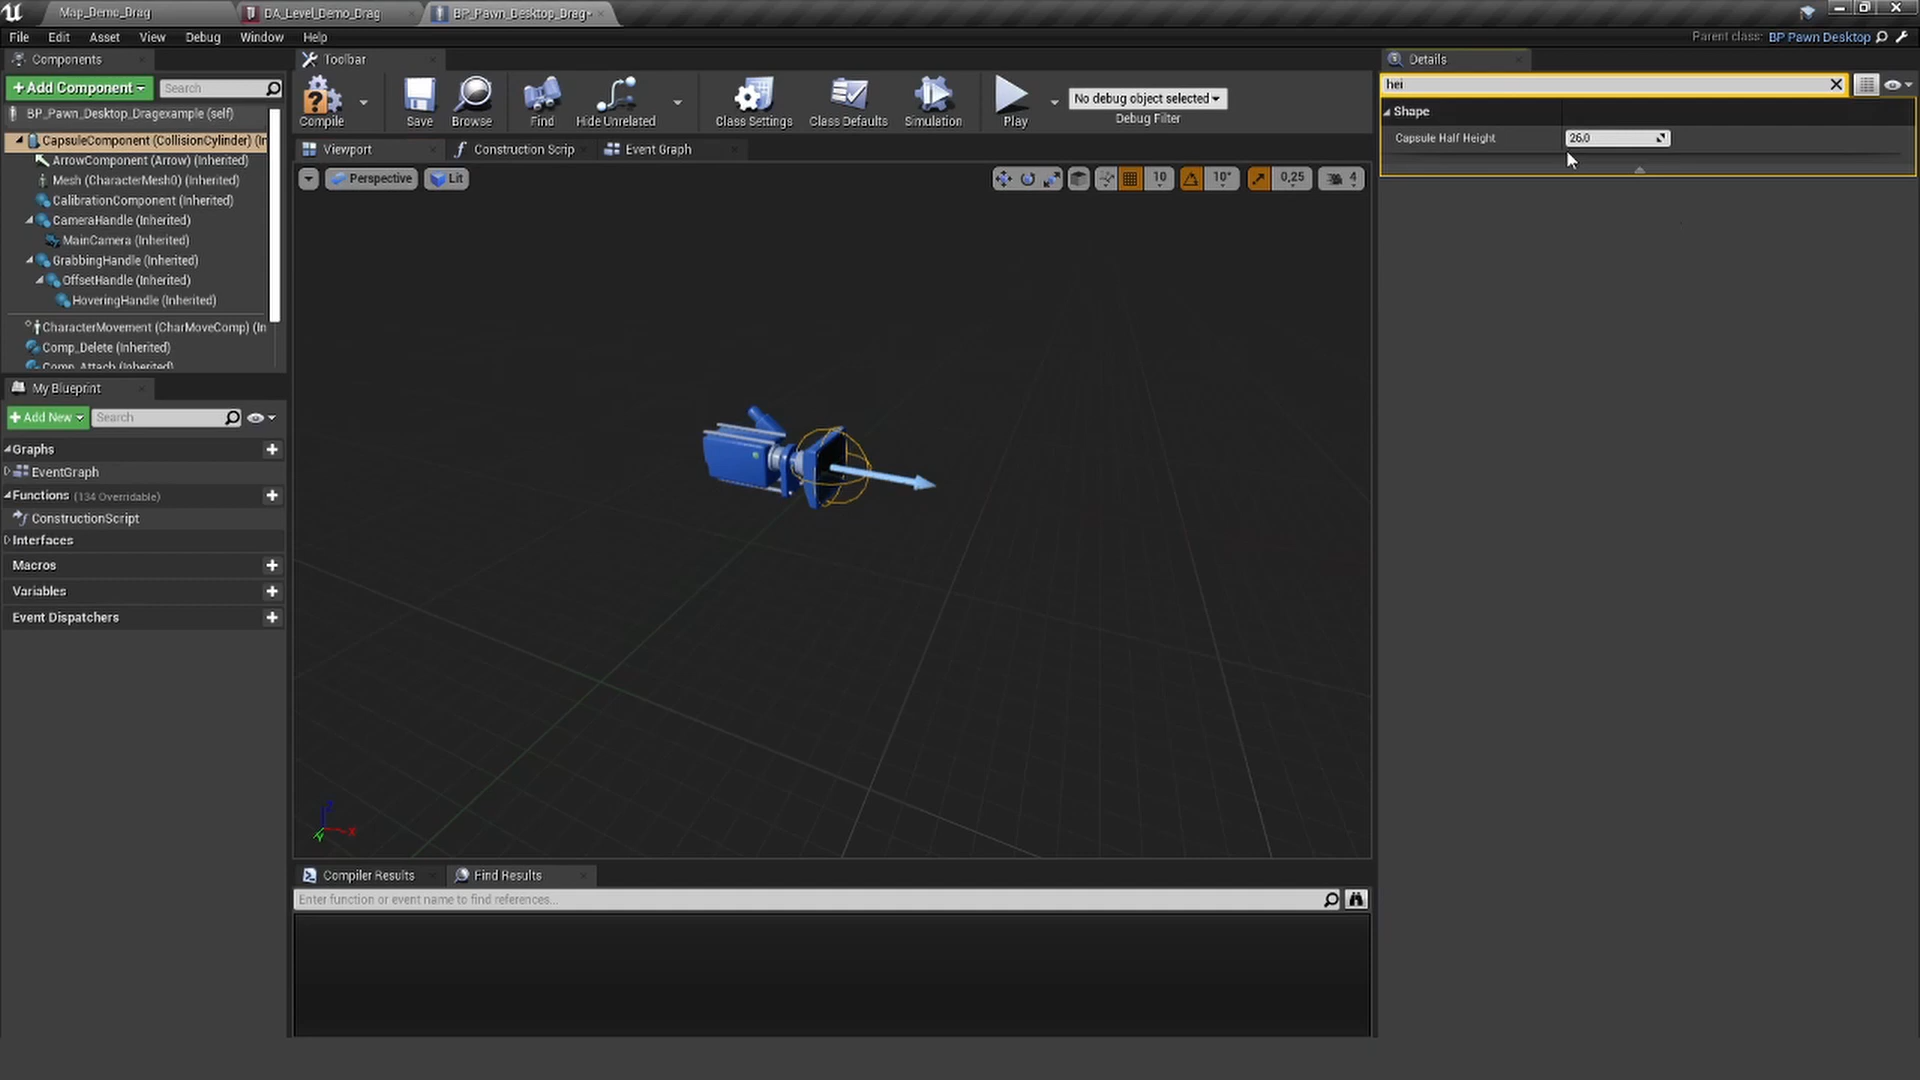 Map_Demo_Drag
DA_Level_Demo_Drag
BP_Pawn_Desktop_Drag•
File Edit Asset View Debug Window Help
Parent class: BP Pawn Desktop
Components
+Add Component
Search
BP_Pawn_Desktop_Dragexample (self)
CapsuleComponent (CollisionCylinder) (In
ArrowComponent (Arrow) (Inherited)
Mesh (CharacterMesh0) (Inherited)
CalibrationComponent (Inherited)
CameraHandle (Inherited)
MainCamera (Inherited)
GrabbingHandle (Inherited)
OffsetHandle (Inherited)
HoveringHandle (Inherited)
CharacterMovement (CharMoveComp) (In
Comp_Delete (Inherited)
Comp_Attach (Inherited)
My Blueprint
+Add New
Search
Graphs
EventGraph
Functions (134 Overridable)
ConstructionScript
Interfaces
Macros
Variables
Event Dispatchers
Toolbar
Compile
Save
Browse
Find
Hide Unrelated
Class Settings
Class Defaults
Simulation
Play
No debug object selected
Debug Filter
Viewport
Construction Scrip
Event Graph
Perspective
Lit
10
10°
0,25
4
Z
X
Y
Compiler Results
Find Results
Enter function or event name to find references...
Details
hei
Shape
Capsule Half Height
26.0